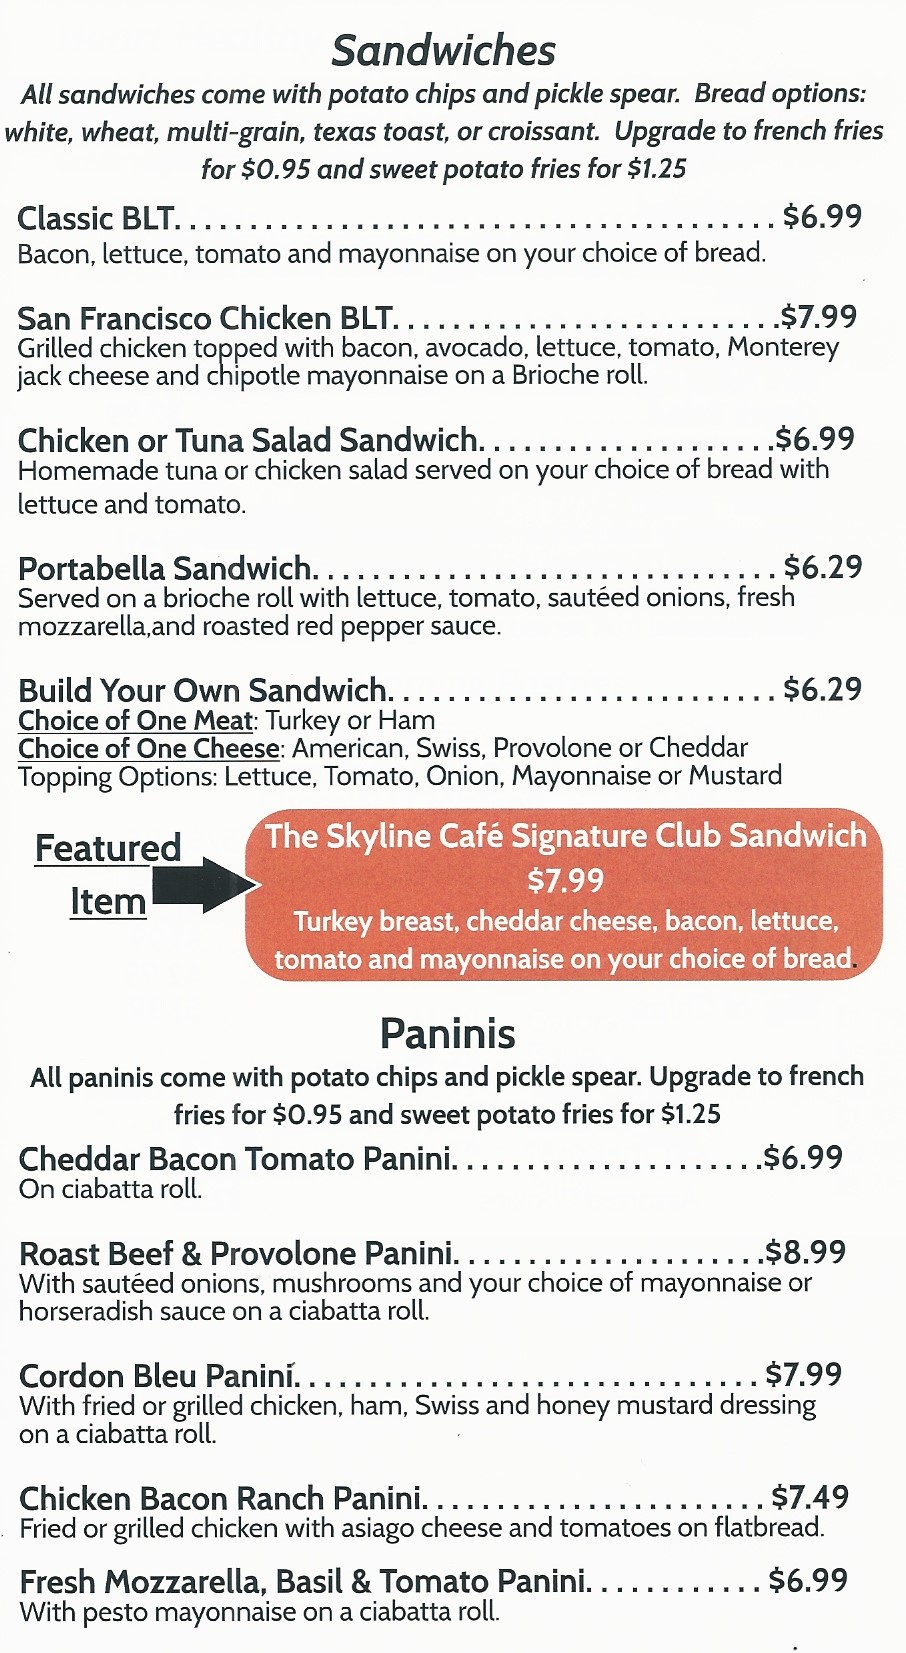 Sandwiches
All sandwiches come with potato chips and pickle spear. Bread options:
white, wheat, multi-grain, texas toast, or croissant. Upgrade to french fries
for $0.95 and sweet potato fries for $1.25
Classic BLT. . . . . . . . . . . . . . . . . . . . . . . . . . . . . . . . . . . . . . . . $6.99
Bacon, lettuce, tomato and mayonnaise on your choice of bread.
San Francisco Chicken BLT. . . . . . . . . . . . . . . . . . . . . . . . . .$7.99
Grilled chicken topped with bacon, avocado, lettuce, tomato, Monterey
jack cheese and chipotle mayonnaise on a Brioche roll.
Chicken or Tuna Salad Sandwich. . . . . . . . . . . . . . . . . . . .$6.99
Homemade tuna or chicken salad served on your choice of bread with
lettuce and tomato.
Portabella Sandwich. . . . . . . . . . . . . . . . . . . . . . . . . . . . . . . $6.29
Served on a brioche roll with lettuce, tomato, sautéed onions, fresh
mozzarella,and roasted red pepper sauce.
Build Your Own Sandwich. . . . . . . . . . . . . . . . . . . . . . . . . . $6.29
Choice of One Meat: Turkey or Ham
Choice of One Cheese: American, Swiss, Provolone or Cheddar
Topping Options: Lettuce, Tomato, Onion, Mayonnaise or Mustard
Featured
Item
The Skyline Café Signature Club Sandwich
$7.99
Turkey breast, cheddar cheese, bacon, lettuce,
tomato and mayonnaise on your choice of bread.
Paninis
All paninis come with potato chips and pickle spear. Upgrade to french
fries for $0.95 and sweet potato fries for $1.25
Cheddar Bacon Tomato Panini. . . . . . . . . . . . . . . . . . . . .$6.99
On ciabatta roll.
Roast Beef & Provolone Panini. . . . . . . . . . . . . . . . . . . . .$8.99
With sautéed onions, mushrooms and your choice of mayonnaise or
horseradish sauce on a ciabatta roll.
Cordon Bleu Panini. . . . . . . . . . . . . . . . . . . . . . . . . . . . . . . $7.99
With fried or grilled chicken, ham, Swiss and honey mustard dressing
on a ciabatta roll.
Chicken Bacon Ranch Panini. . . . . . . . . . . . . . . . . . . . . . . $7.49
Fried or grilled chicken with asiago cheese and tomatoes on flatbread.
Fresh Mozzarella, Basil & Tomato Panini. . . . . . . . . . . . $6.99
With pesto mayonnaise on a ciabatta roll.